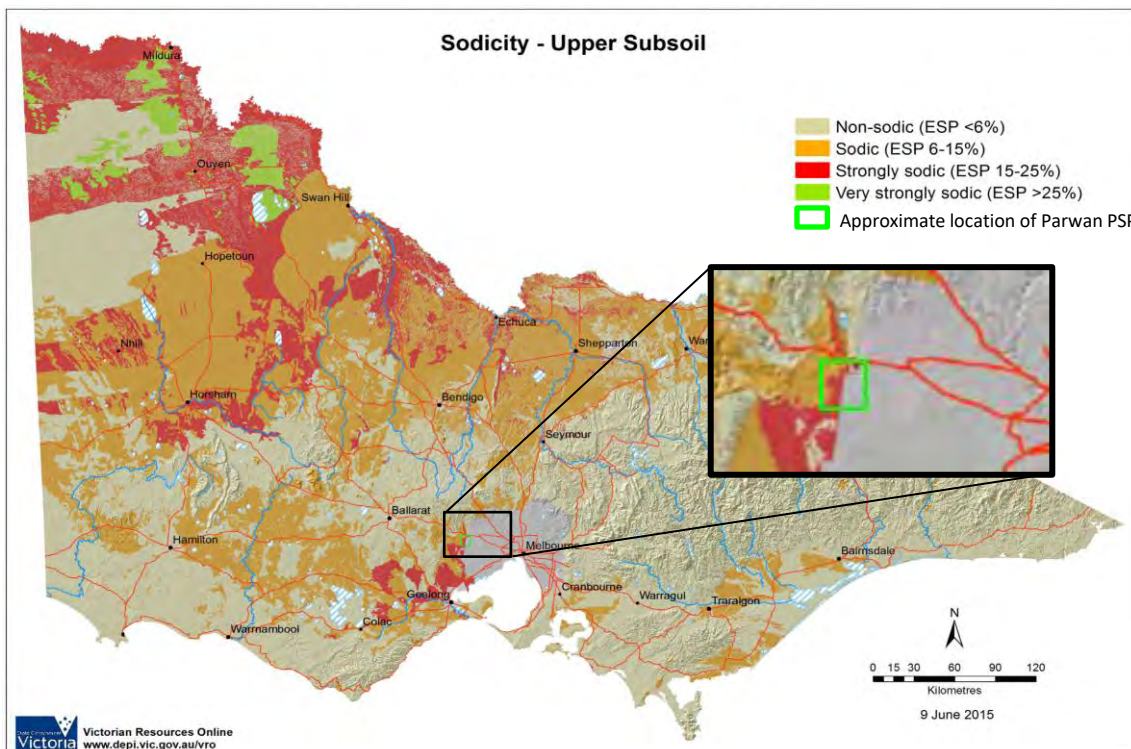 Sodicity - Upper Subsoil
Mildura
Non-sodic (ESP <6%)
Sodic (ESP 6-15%)
Strongly sodic (ESP 15-25%)
Very strongly sodic (ESP >25%)
Approximate location of Parwan PSP
Ouyen
Swan Hill
Hopetoun
Echuca
Nhill
Shepparton
Wan
Horsham
Bendigo
Seymour
Ballarat
Hamilton
Melbourne
Bairnsdale
Geelong
Cranbourne
Warragul
Traralgon
Colac
Warrnambool
N
0 15 30 60 90 120
Kilometres
9 June 2015
Victoria
Victorian Resources Online
www.depi.vic.gov.au/vro